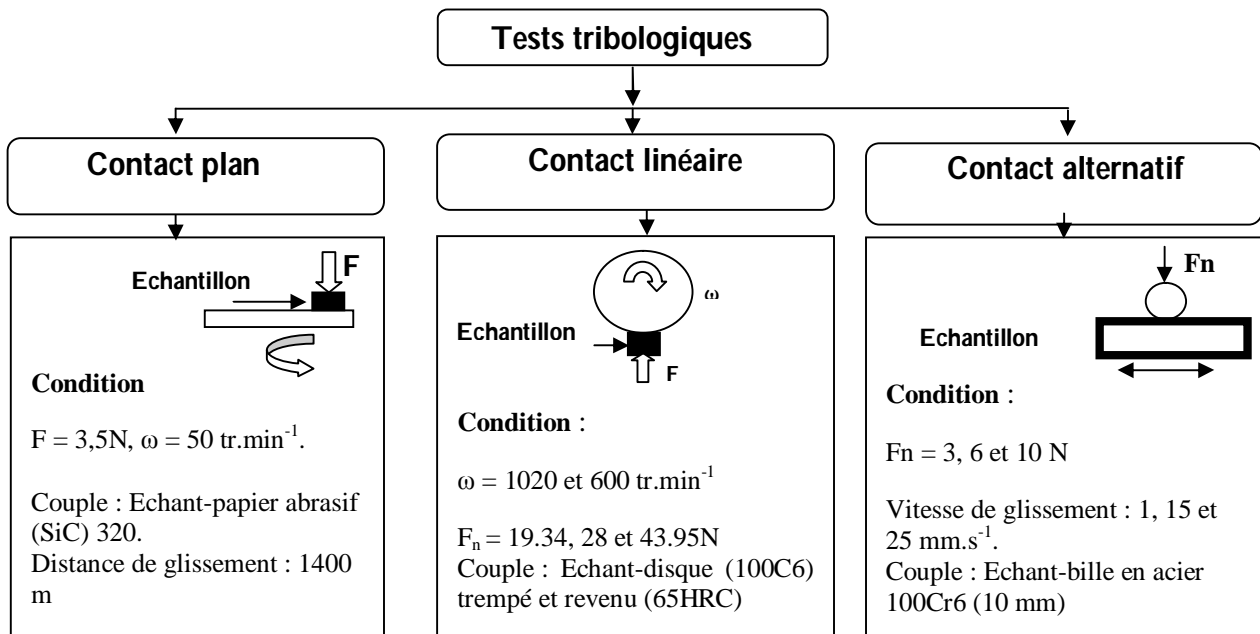 Tests tribologiques
Contact plan
Contact linéaire
Contact alternatif
F
Echantillon
Condition
F = 3,5N, ω = 50 tr.min⁻¹.
Couple : Echant-papier abrasif
(SiC) 320.
Distance de glissement : 1400
m
ω
Echantillon
F
Condition :
ω = 1020 et 600 tr.min⁻¹
Fₙ = 19.34, 28 et 43.95N
Couple : Echant-disque (100C6)
trempé et revenu (65HRC)
Fn
Echantillon
Condition :
Fn = 3, 6 et 10 N
Vitesse de glissement : 1, 15 et
25 mm.s⁻¹.
Couple : Echant-bille en acier
100Cr6 (10 mm)